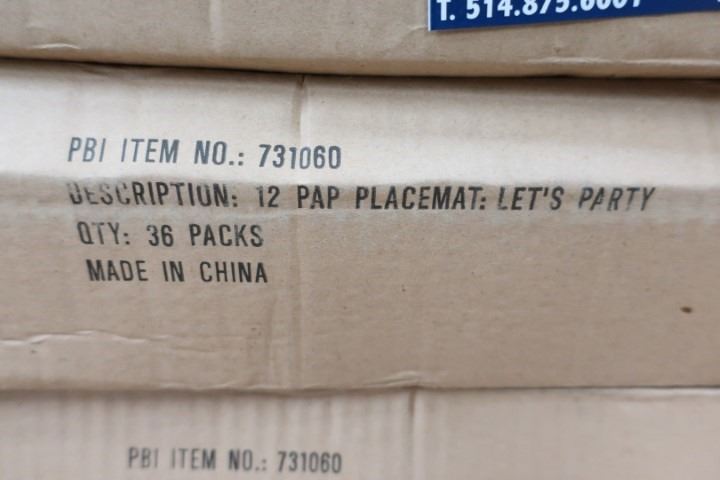 T. 514.875.6001
PBI ITEM NO.: 731060
DESCRIPTION: 12 PAP PLACEMAT: LET'S PARTY
QTY: 36 PACKS
MADE IN CHINA
PBI ITEM NO.: 731060